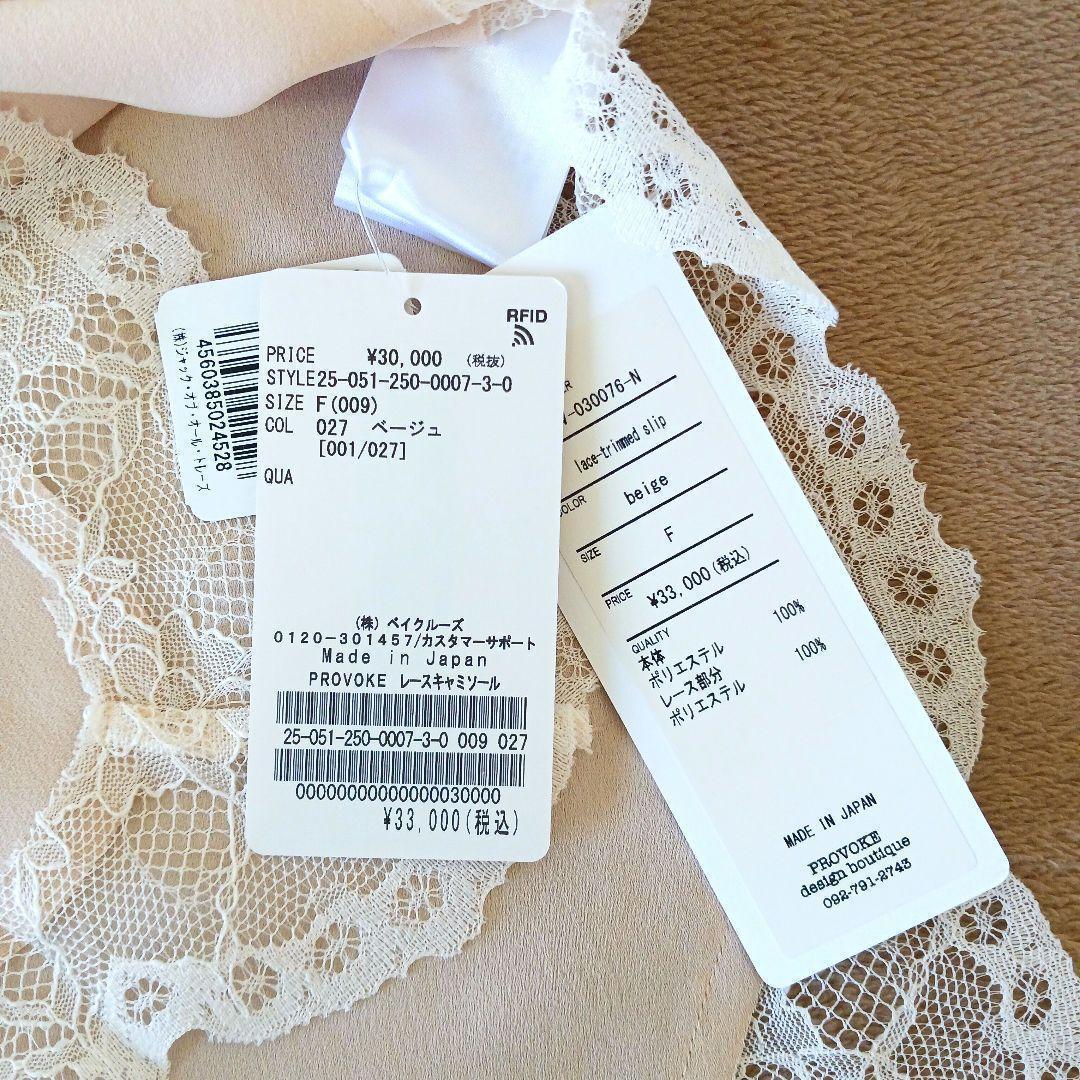 4560385024528
(株)ジャック・オブ・オール・トレーズ
RFID
PRICE ¥30,000 (税抜)
STYLE25-051-250-0007-3-0
SIZE F(009)
COL 027 ベージュ
[001/027]
QUA
(株) ベイクルーズ
0120-301457/カスタマーサポート
Made in Japan
PROVOKE レースキャミソール
25-051-250-0007-3-0 009 027
00000000000000030000
¥33,000(税込)
-030076-N
lace-trimmed slip
COLOR beige
SIZE F
PRICE ¥33,000(税込)
QUALITY
本体
ポリエステル 100%
レース部分
ポリエステル 100%
MADE IN JAPAN
PROVOKE
design boutique
092-791-2743